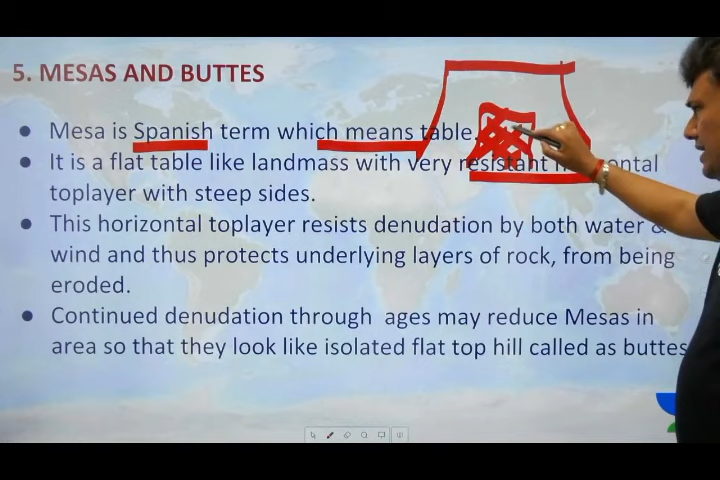 5. MESAS AND BUTTES
● Mesa is Spanish term which means table.
● It is a flat table like landmass with very resistant horizontal
toplayer with steep sides.
● This horizontal toplayer resists denudation by both water &
wind and thus protects underlying layers of rock, from being
eroded.
● Continued denudation through ages may reduce Mesas in
area so that they look like isolated flat top hill called as buttes